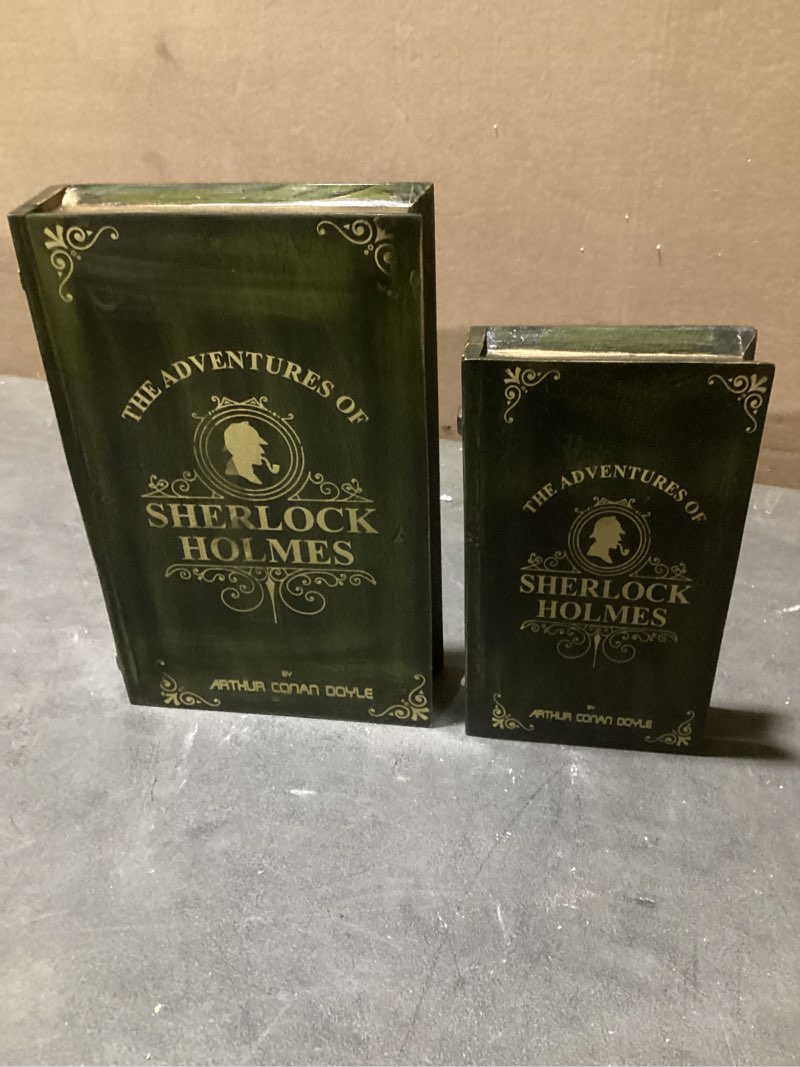 THE ADVENTURES OF
SHERLOCK
HOLMES
BY
ARTHUR CONAN DOYLE
THE ADVENTURES OF
SHERLOCK
HOLMES
BY
ARTHUR CONAN DOYLE